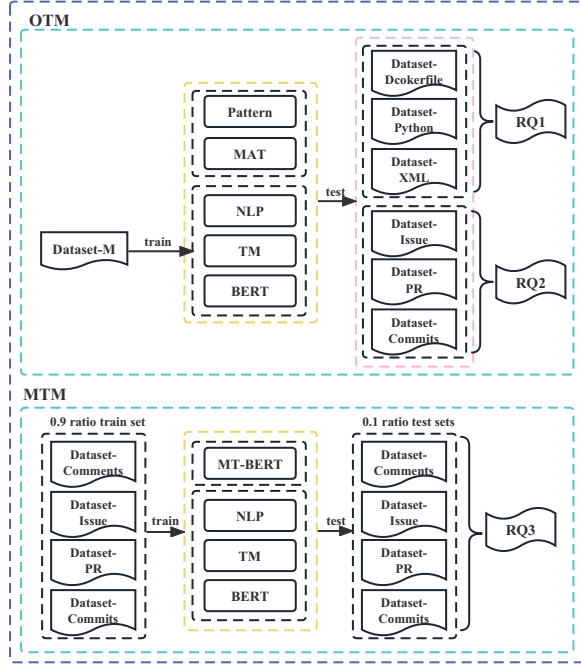 OTM
Dataset-M
train
Pattern
MAT
NLP
TM
BERT
test
Dataset-
Dcokerfile
Dataset-
Python
Dataset-
XML
RQ1
Dataset-
Issue
Dataset-
PR
Dataset-
Commits
RQ2
MTM
0.9 ratio train set
Dataset-
Comments
Dataset-
Issue
Dataset-
PR
Dataset-
Commits
train
MT-BERT
NLP
TM
BERT
test
0.1 ratio test sets
Dataset-
Comments
Dataset-
Issue
Dataset-
PR
Dataset-
Commits
RQ3